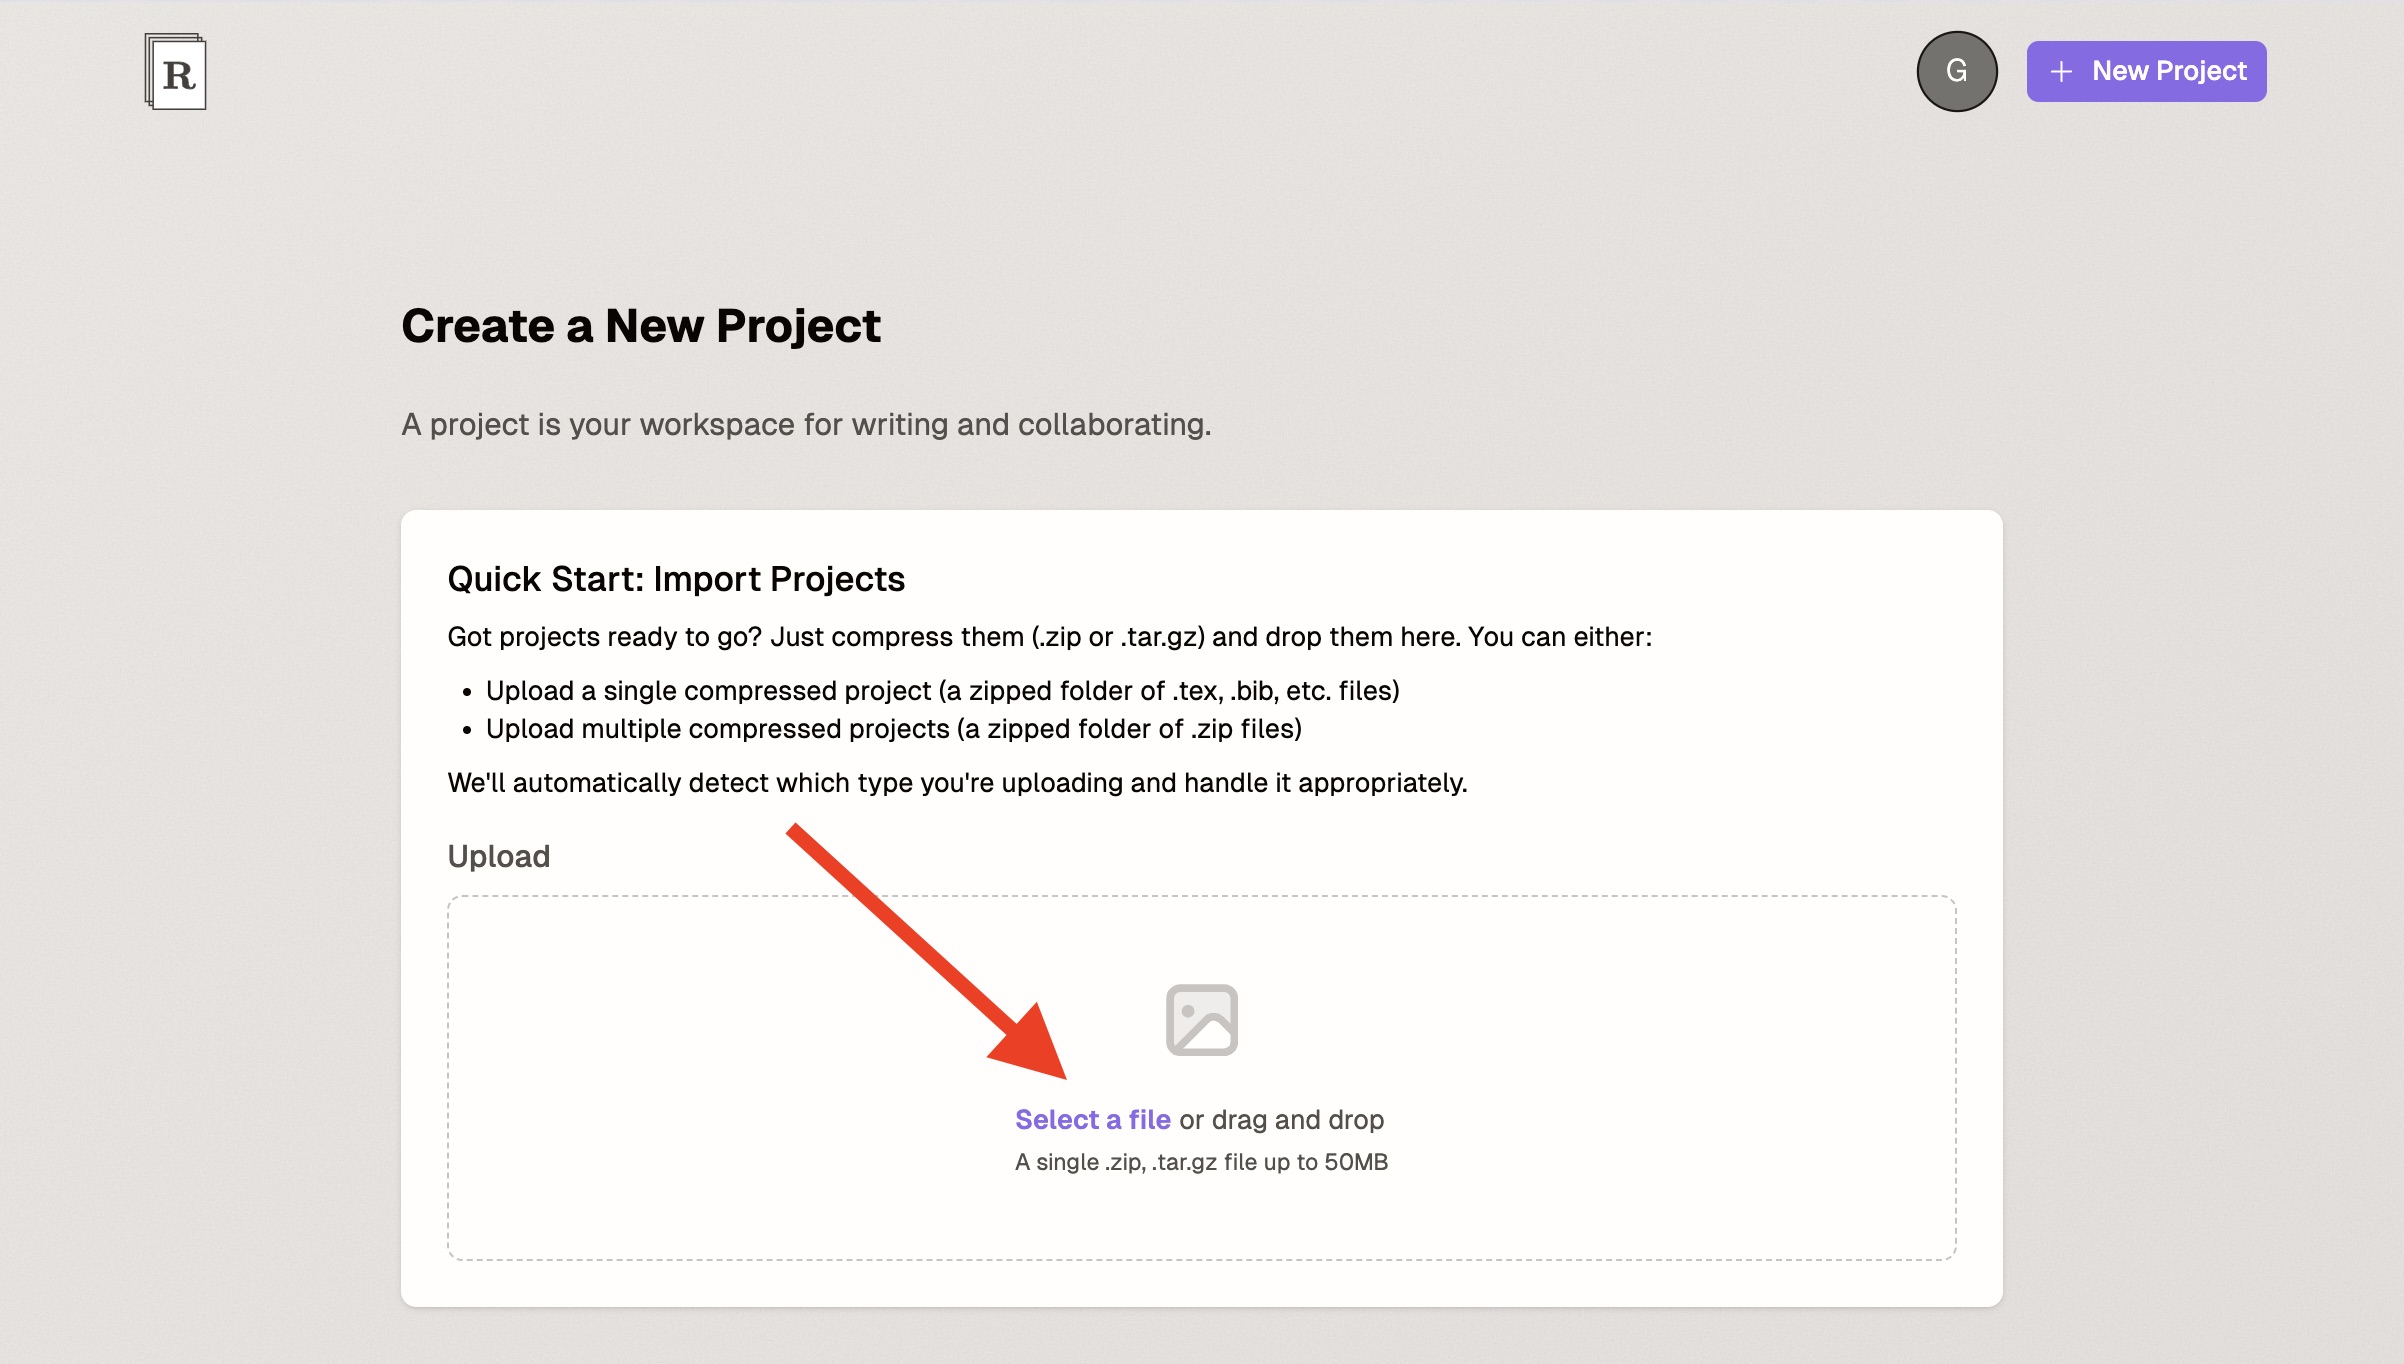 R
G
+ New Project
Create a New Project
A project is your workspace for writing and collaborating.
Quick Start: Import Projects
Got projects ready to go? Just compress them (.zip or .tar.gz) and drop them here. You can either:
• Upload a single compressed project (a zipped folder of .tex, .bib, etc. files)
• Upload multiple compressed projects (a zipped folder of .zip files)
We'll automatically detect which type you're uploading and handle it appropriately.
Upload
Select a file or drag and drop
A single .zip, .tar.gz file up to 50MB